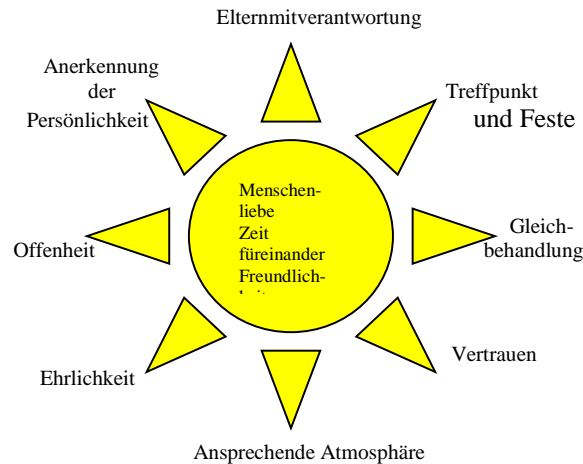 Elternmitverantwortung
Anerkennung
der
Persönlichkeit
Treffpunkt
und Feste
Menschen-
liebe
Zeit
füreinander
Freundlich-
Offenheit
Gleich-
behandlung
Ehrlichkeit
Vertrauen
Ansprechende Atmosphäre